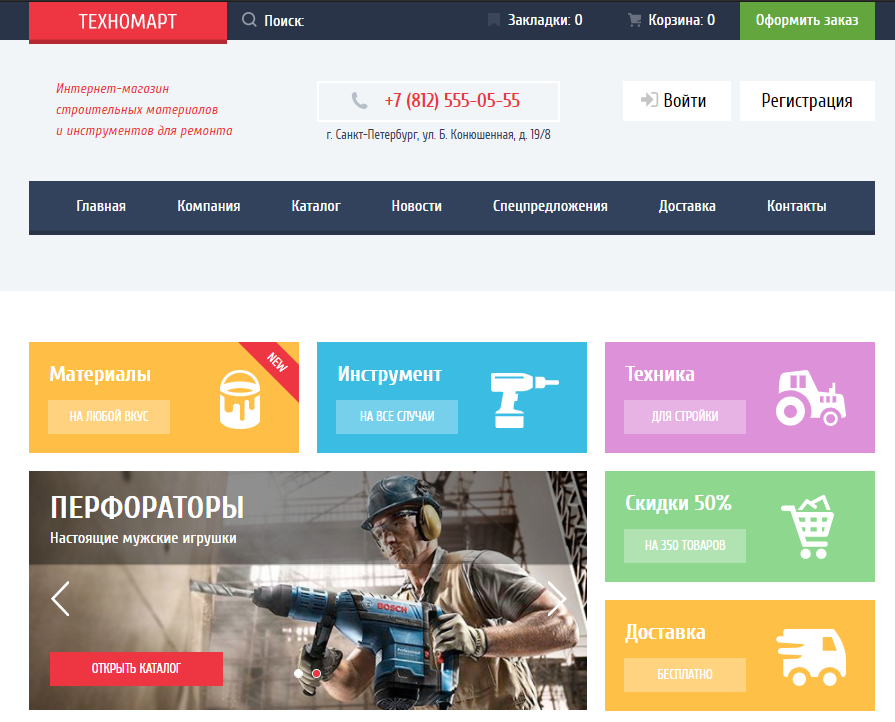 ТЕХНОМАРТ
Поиск:
Закладки: 0
Корзина: 0
Оформить заказ
Интернет-магазин
строительных материалов
и инструментов для ремонта
+7 (812) 555-05-55
г. Санкт-Петербург, ул. Б. Конюшенная, д. 19/8
Войти
Регистрация
Главная
Компания
Каталог
Новости
Спецпредложения
Доставка
Контакты
Материалы
НА ЛЮБОЙ ВКУС
NEW
Инструмент
НА ВСЕ СЛУЧАИ
Техника
ДЛЯ СТРОЙКИ
ПЕРФОРАТОРЫ
Настоящие мужские игрушки
BOSCH
Professional
ОТКРЫТЬ КАТАЛОГ
Скидки 50%
НА 350 ТОВАРОВ
Доставка
БЕСПЛАТНО